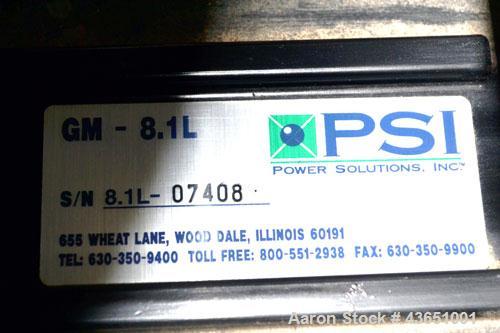 GM - 8.1L
PSI
POWER SOLUTIONS, INC.
S/N 8.1L- 07408
655 WHEAT LANE, WOOD DALE, ILLINOIS 60191
TEL: 630-350-9400 TOLL FREE: 800-551-2938 FAX: 630-350-9900
Aaron Stock # 43651001